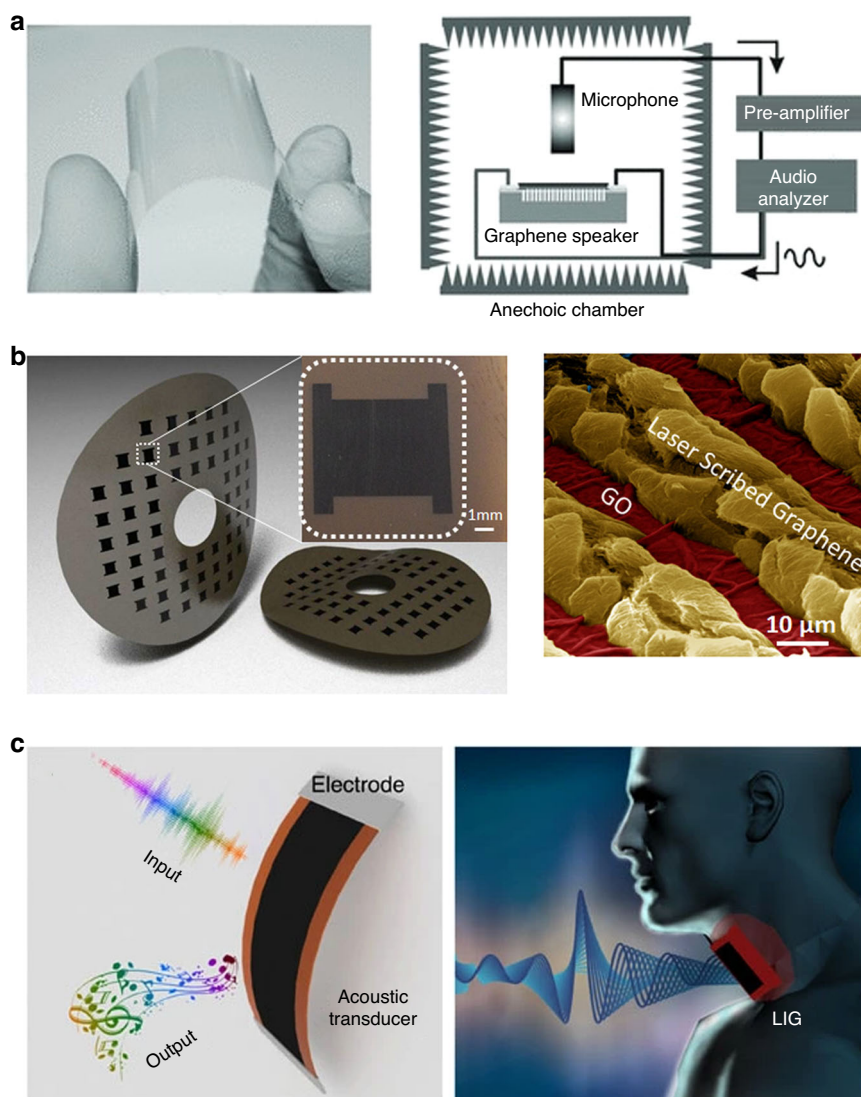 a
Microphone
Pre-amplifier
Audio
analyzer
Graphene speaker
Anechoic chamber
b
1mm
Laser Scribed Graphene
GO
10 μm
c
Electrode
Input
Acoustic
transducer
Output
LIG